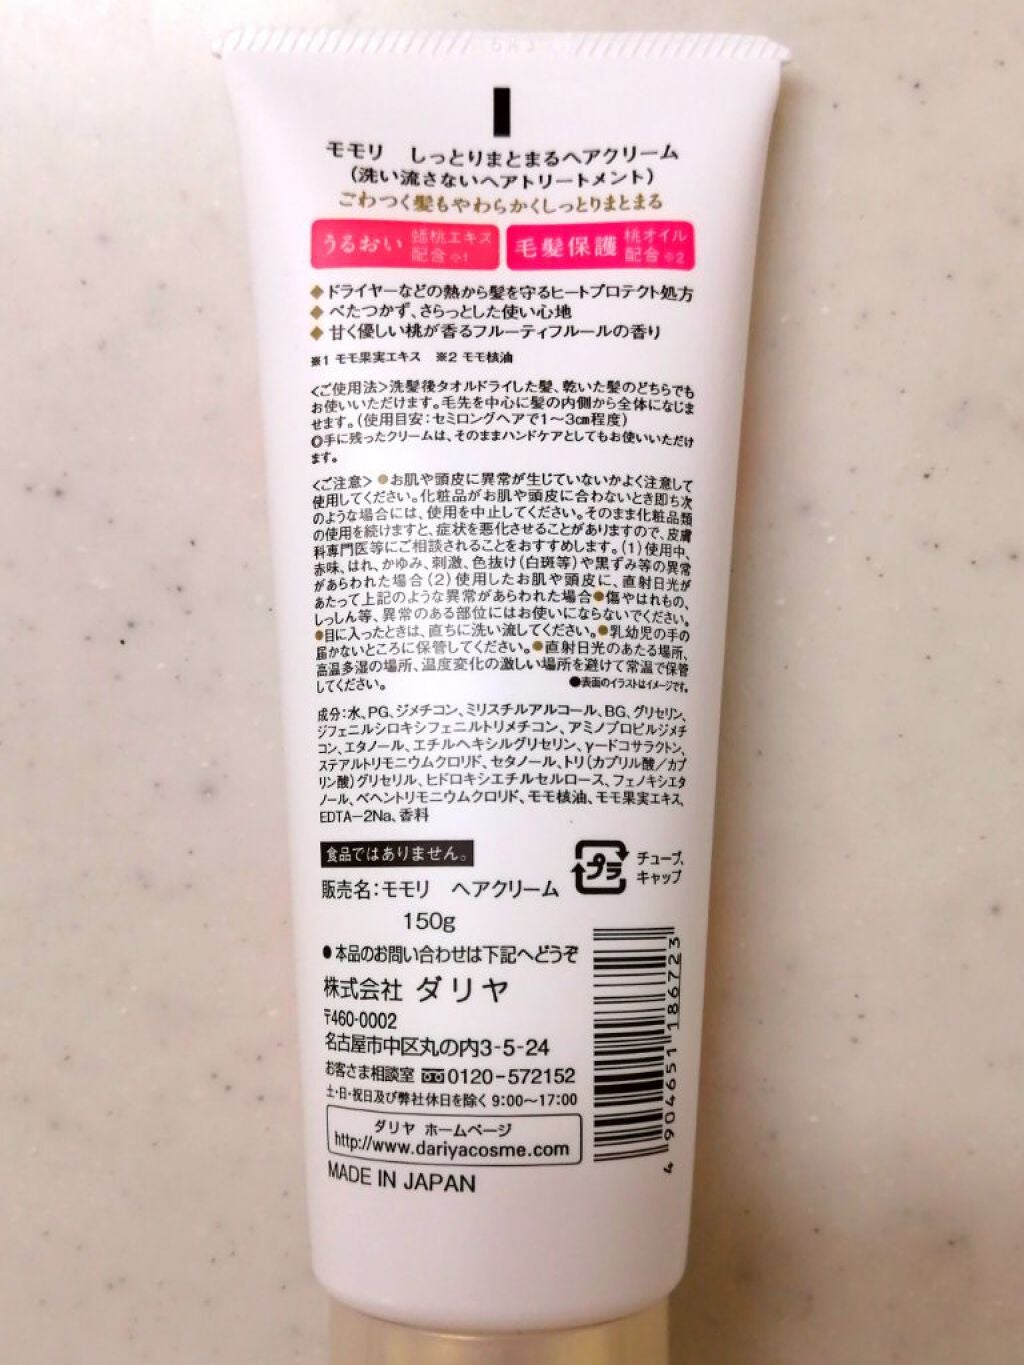 モモリ しっとりまとまるヘアクリーム
(洗い流さないヘアトリートメント)
ごわつく髪もやわらかくしっとりまとまる
うるおい 蟠桃エキス配合※1 毛髪保護 桃オイル配合※2
◆ドライヤーなどの熱から髪を守るヒートプロテクト処方
◆べたつかず、さらっとした使い心地
◆甘く優しい桃が香るフルーティフルールの香り
※1 モモ果実エキス ※2 モモ核油
<ご使用法>洗髪後タオルドライした髪、乾いた髪のどちらでも
お使いいただけます。毛先を中心に髪の内側から全体になじま
せます。(使用目安:セミロングヘアで1〜3cm程度)
◎手に残ったクリームは、そのままハンドケアとしてもお使いいただけ
ます。
<ご注意>●お肌や頭皮に異常が生じていないかよく注意して
使用してください。化粧品がお肌や頭皮に合わないとき即ち次
のような場合には、使用を中止してください。そのまま化粧品類
の使用を続けますと、症状を悪化させることがありますので、皮膚
科専門医等にご相談されることをおすすめします。(1)使用中、
赤味、はれ、かゆみ、刺激、色抜け(白斑等)や黒ずみ等の異常
があらわれた場合(2)使用したお肌や頭皮に、直射日光が
あたって上記のような異常があらわれた場合●傷やはれもの、
しっしん等、異常のある部位にはお使いにならないでください。
●目に入ったときは、直ちに洗い流してください。●乳幼児の手の
届かないところに保管してください。●直射日光のあたる場所、
高温多湿の場所、温度変化の激しい場所を避けて常温で保管
してください。 ●表面のイラストはイメージです。
成分:水、PG、ジメチコン、ミリスチルアルコール、BG、グリセリン、
ジフェニルシロキシフェニルトリメチコン、アミノプロピルジメチ
コン、エタノール、エチルヘキシルグリセリン、γードコサラクトン、
ステアルトリモニウムクロリド、セタノール、トリ(カプリル酸/カプ
リン酸)グリセリル、ヒドロキシエチルセルロース、フェノキシエタ
ノール、ベヘントリモニウムクロリド、モモ核油、モモ果実エキス、
EDTA-2Na、香料
食品ではありません。
プラ チューブ、
キャップ
販売名:モモリ ヘアクリーム
150g
●本品のお問い合わせは下記へどうぞ
株式会社 ダリヤ
〒460-0002
名古屋市中区丸の内3-5-24
お客さま相談室 0120-572152
土・日・祝日及び弊社休日を除く 9:00〜17:00
ダリヤ ホームページ
http://www.dariyacosme.com
MADE IN JAPAN
4 904651 186723